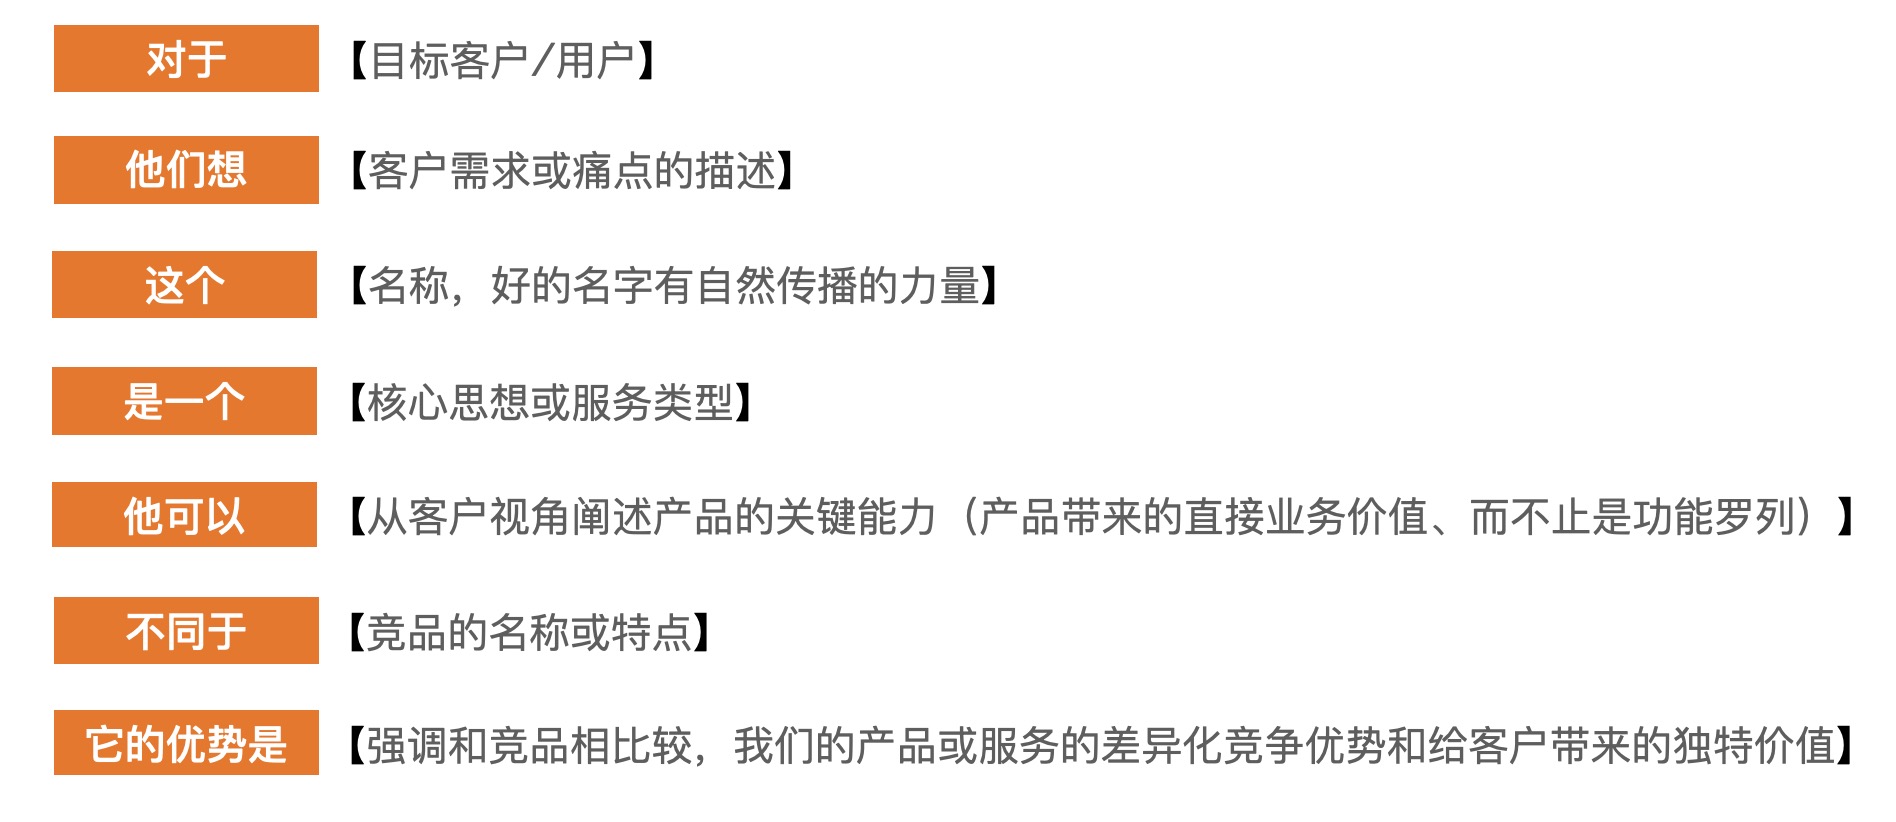 对于 【目标客户/用户】
他们想 【客户需求或痛点的描述】
这个 【名称，好的名字有自然传播的力量】
是一个 【核心思想或服务类型】
他可以 【从客户视角阐述产品的关键能力（产品带来的直接业务价值、而不止是功能罗列）】
不同于 【竞品的名称或特点】
它的优势是 【强调和竞品相比较，我们的产品或服务的差异化竞争优势和给客户带来的独特价值】